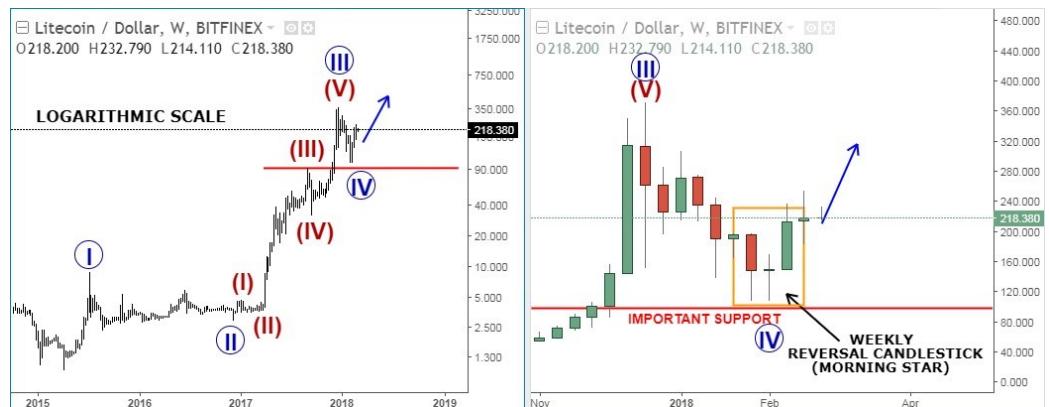 Litecoin / Dollar, W, BITFINEX
O218.200 H232.790 L214.110 C218.380
3250.000
1750.000
750.000
350.000
218.380
90.000
40.000
20.000
10.000
5.000
2.500
1.300
LOGARITHMIC SCALE
III
(V)
(III)
IV
(IV)
I
(I)
(II)
II
2015
2016
2017
2018
2019
Litecoin / Dollar, W, BITFINEX
O218.200 H232.790 L214.110 C218.380
480.000
440.000
400.000
360.000
320.000
280.000
240.000
218.380
200.000
160.000
120.000
80.000
40.000
0.000
III
(V)
IMPORTANT SUPPORT
IV
WEEKLY
REVERSAL CANDLESTICK
(MORNING STAR)
Nov
2018
Feb
Apr